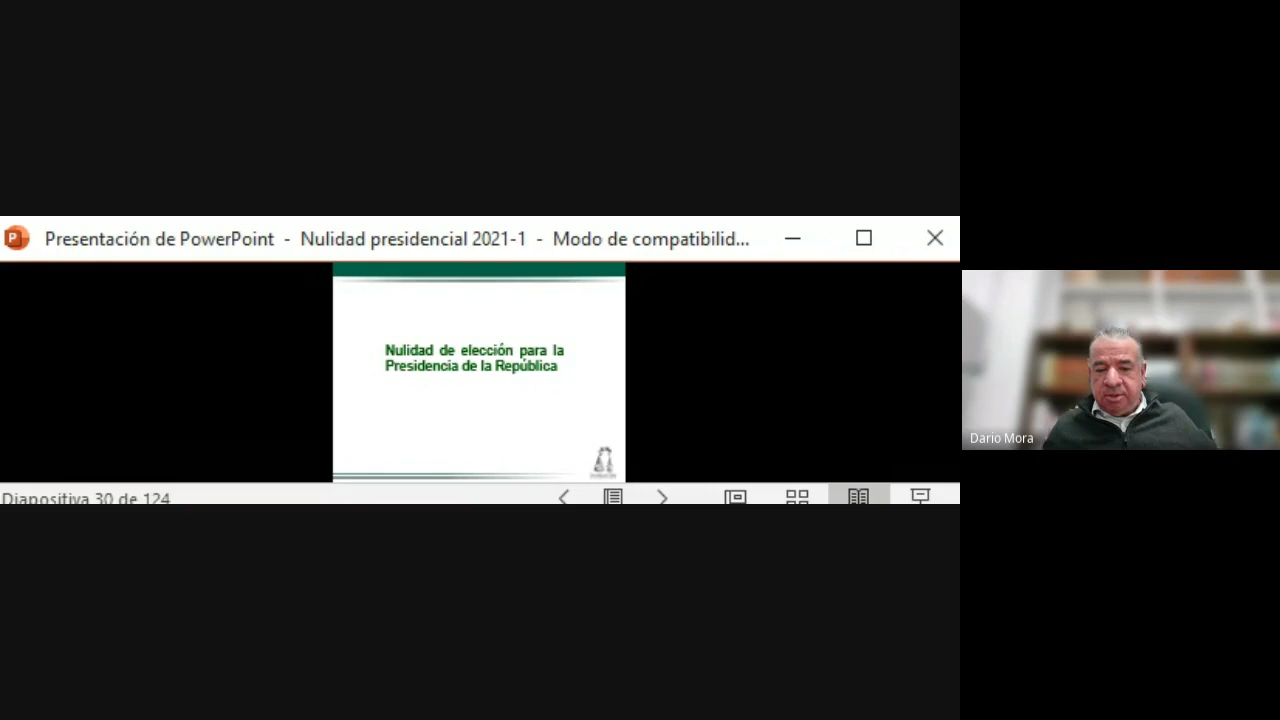 Presentación de PowerPoint - Nulidad presidencial 2021-1 - Modo de compatibilid...
Nulidad de elección para la
Presidencia de la República
Diapositiva 30 de 124
Dario Mora